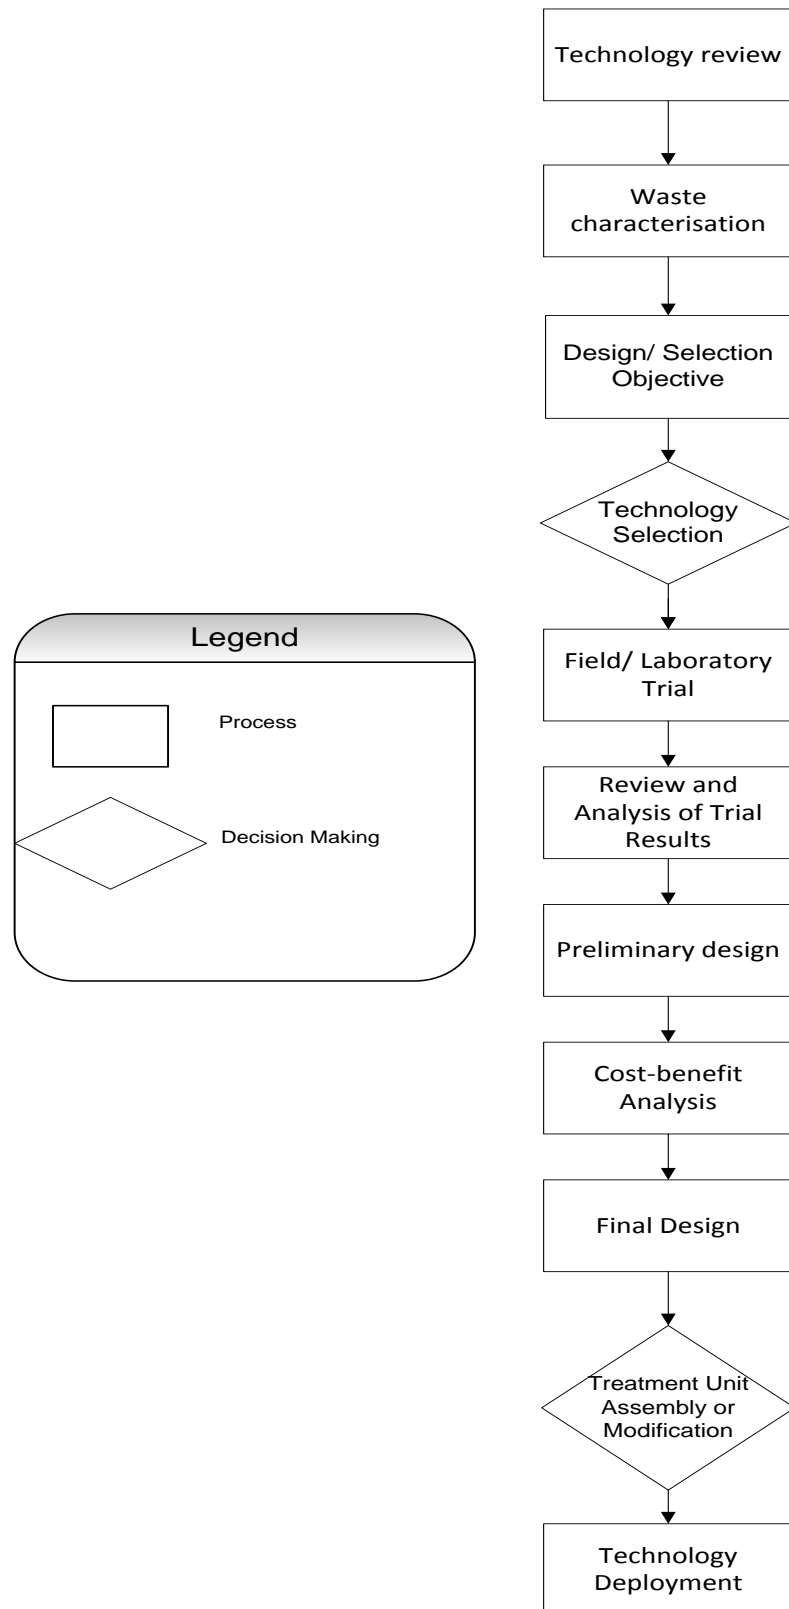 Technology review
Waste
characterisation
Design/ Selection
Objective
Technology
Selection
Field/ Laboratory
Trial
Review and
Analysis of Trial
Results
Preliminary design
Cost-benefit
Analysis
Final Design
Treatment Unit
Assembly or
Modification
Technology
Deployment
Legend
Process
Decision Making